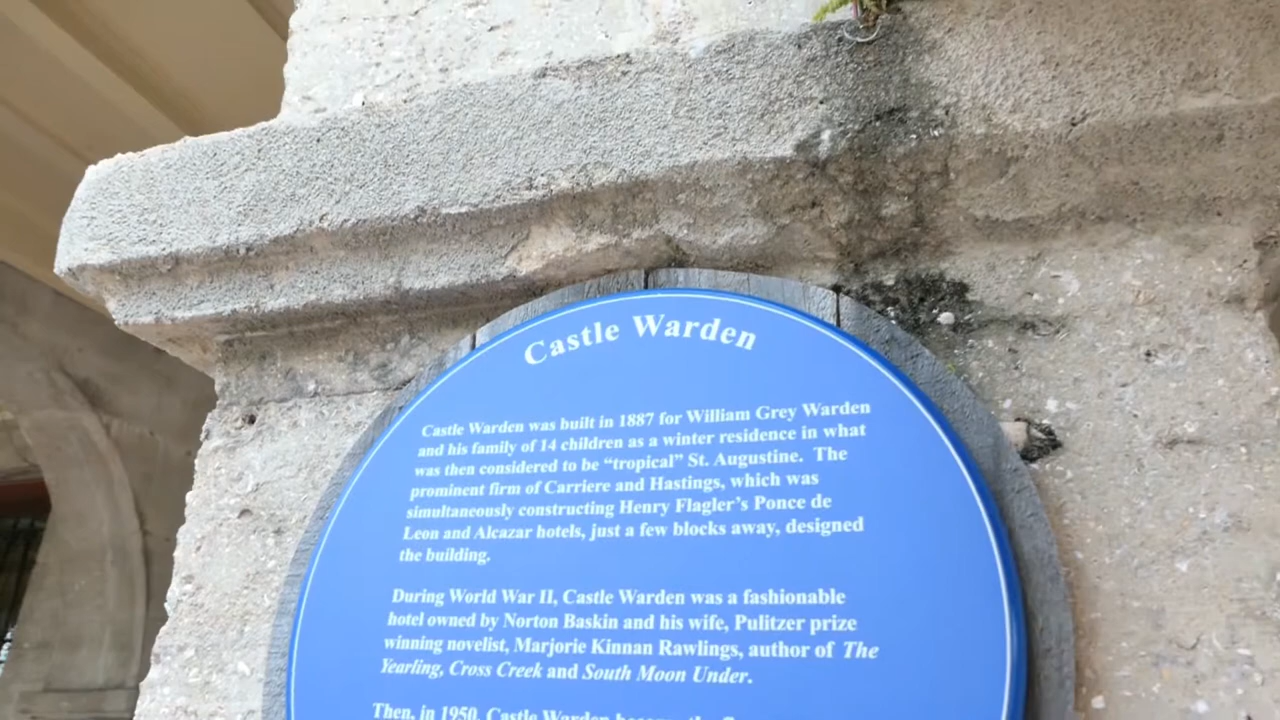 Castle Warden
Castle Warden was built in 1887 for William Grey Warden
and his family of 14 children as a winter residence in what
was then considered to be “tropical” St. Augustine. The
prominent firm of Carriere and Hastings, which was
simultaneously constructing Henry Flagler’s Ponce de
Leon and Alcazar hotels, just a few blocks away, designed
the building.
During World War II, Castle Warden was a fashionable
hotel owned by Norton Baskin and his wife, Pulitzer prize
winning novelist, Marjorie Kinnan Rawlings, author of The
Yearling, Cross Creek and South Moon Under.
Then, in 1950, Castle Warden became the